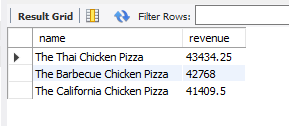 Result Grid Filter Rows:
name revenue
The Thai Chicken Pizza 43434.25
The Barbecue Chicken Pizza 42768
The California Chicken Pizza 41409.5